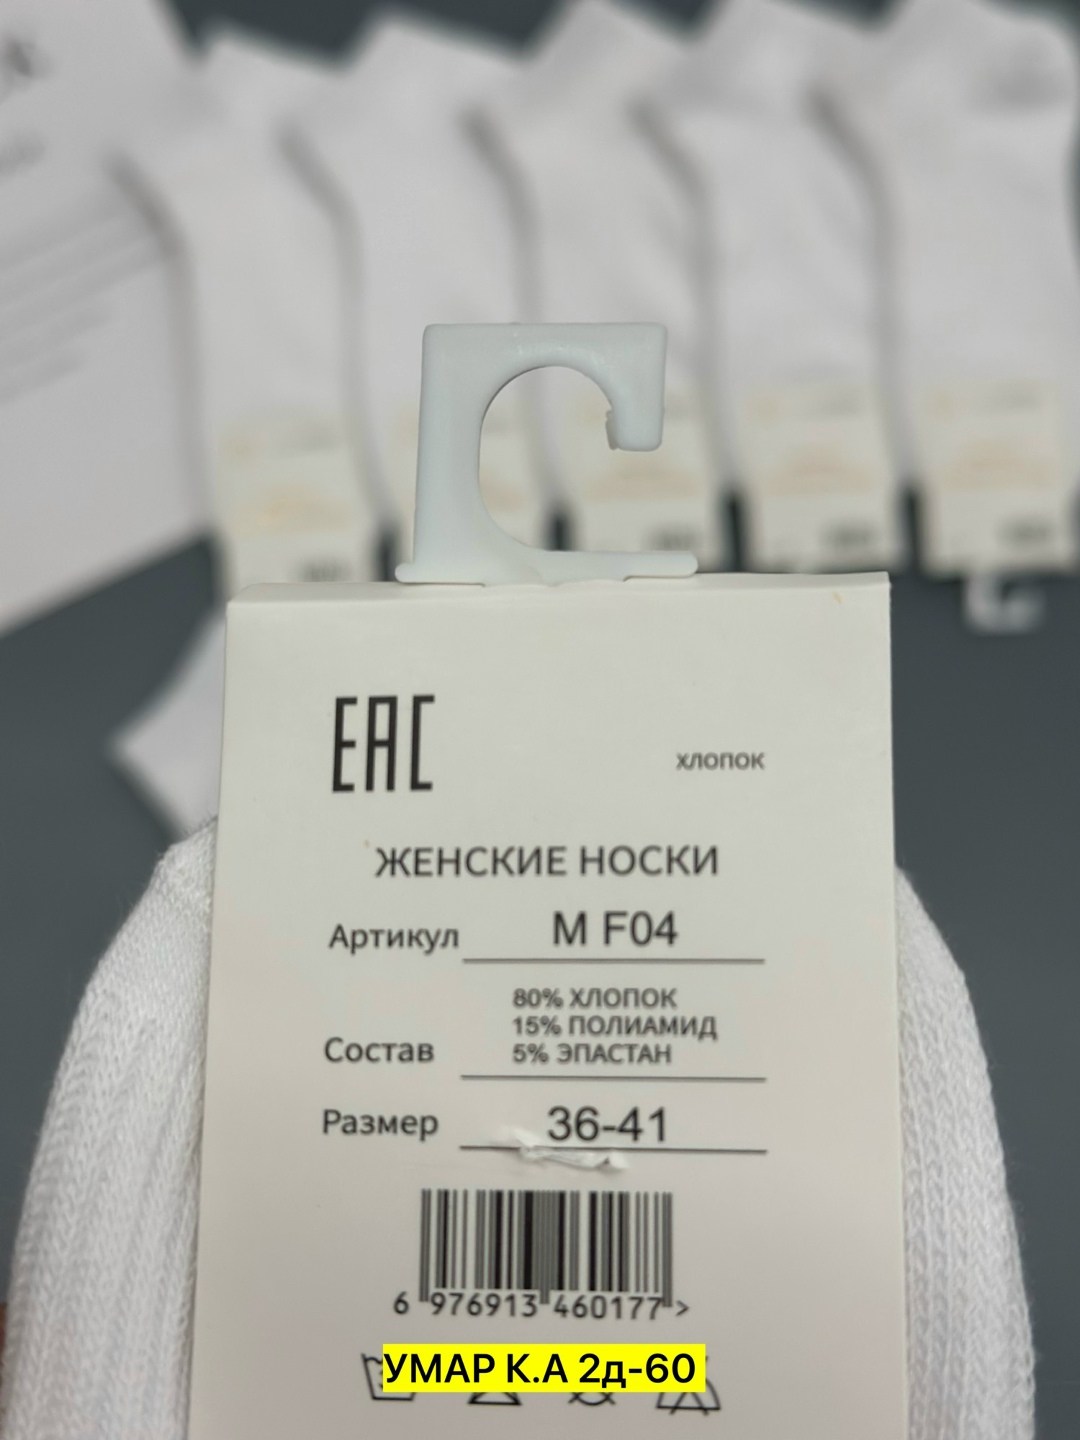 EAC
ХЛОПОК
ЖЕНСКИЕ НОСКИ
Артикул M F04
80% ХЛОПОК
15% ПОЛИАМИД
Состав 5% ЭПАСТАН
Размер 36-41
6 976913 460177 >
УМАР К.А 2д-60